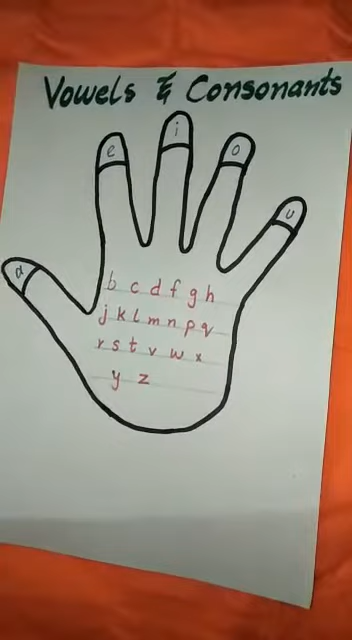 Vowels & Consonants
a e i o u
b c d f g h
j k l m n p q
r s t v w x
y z